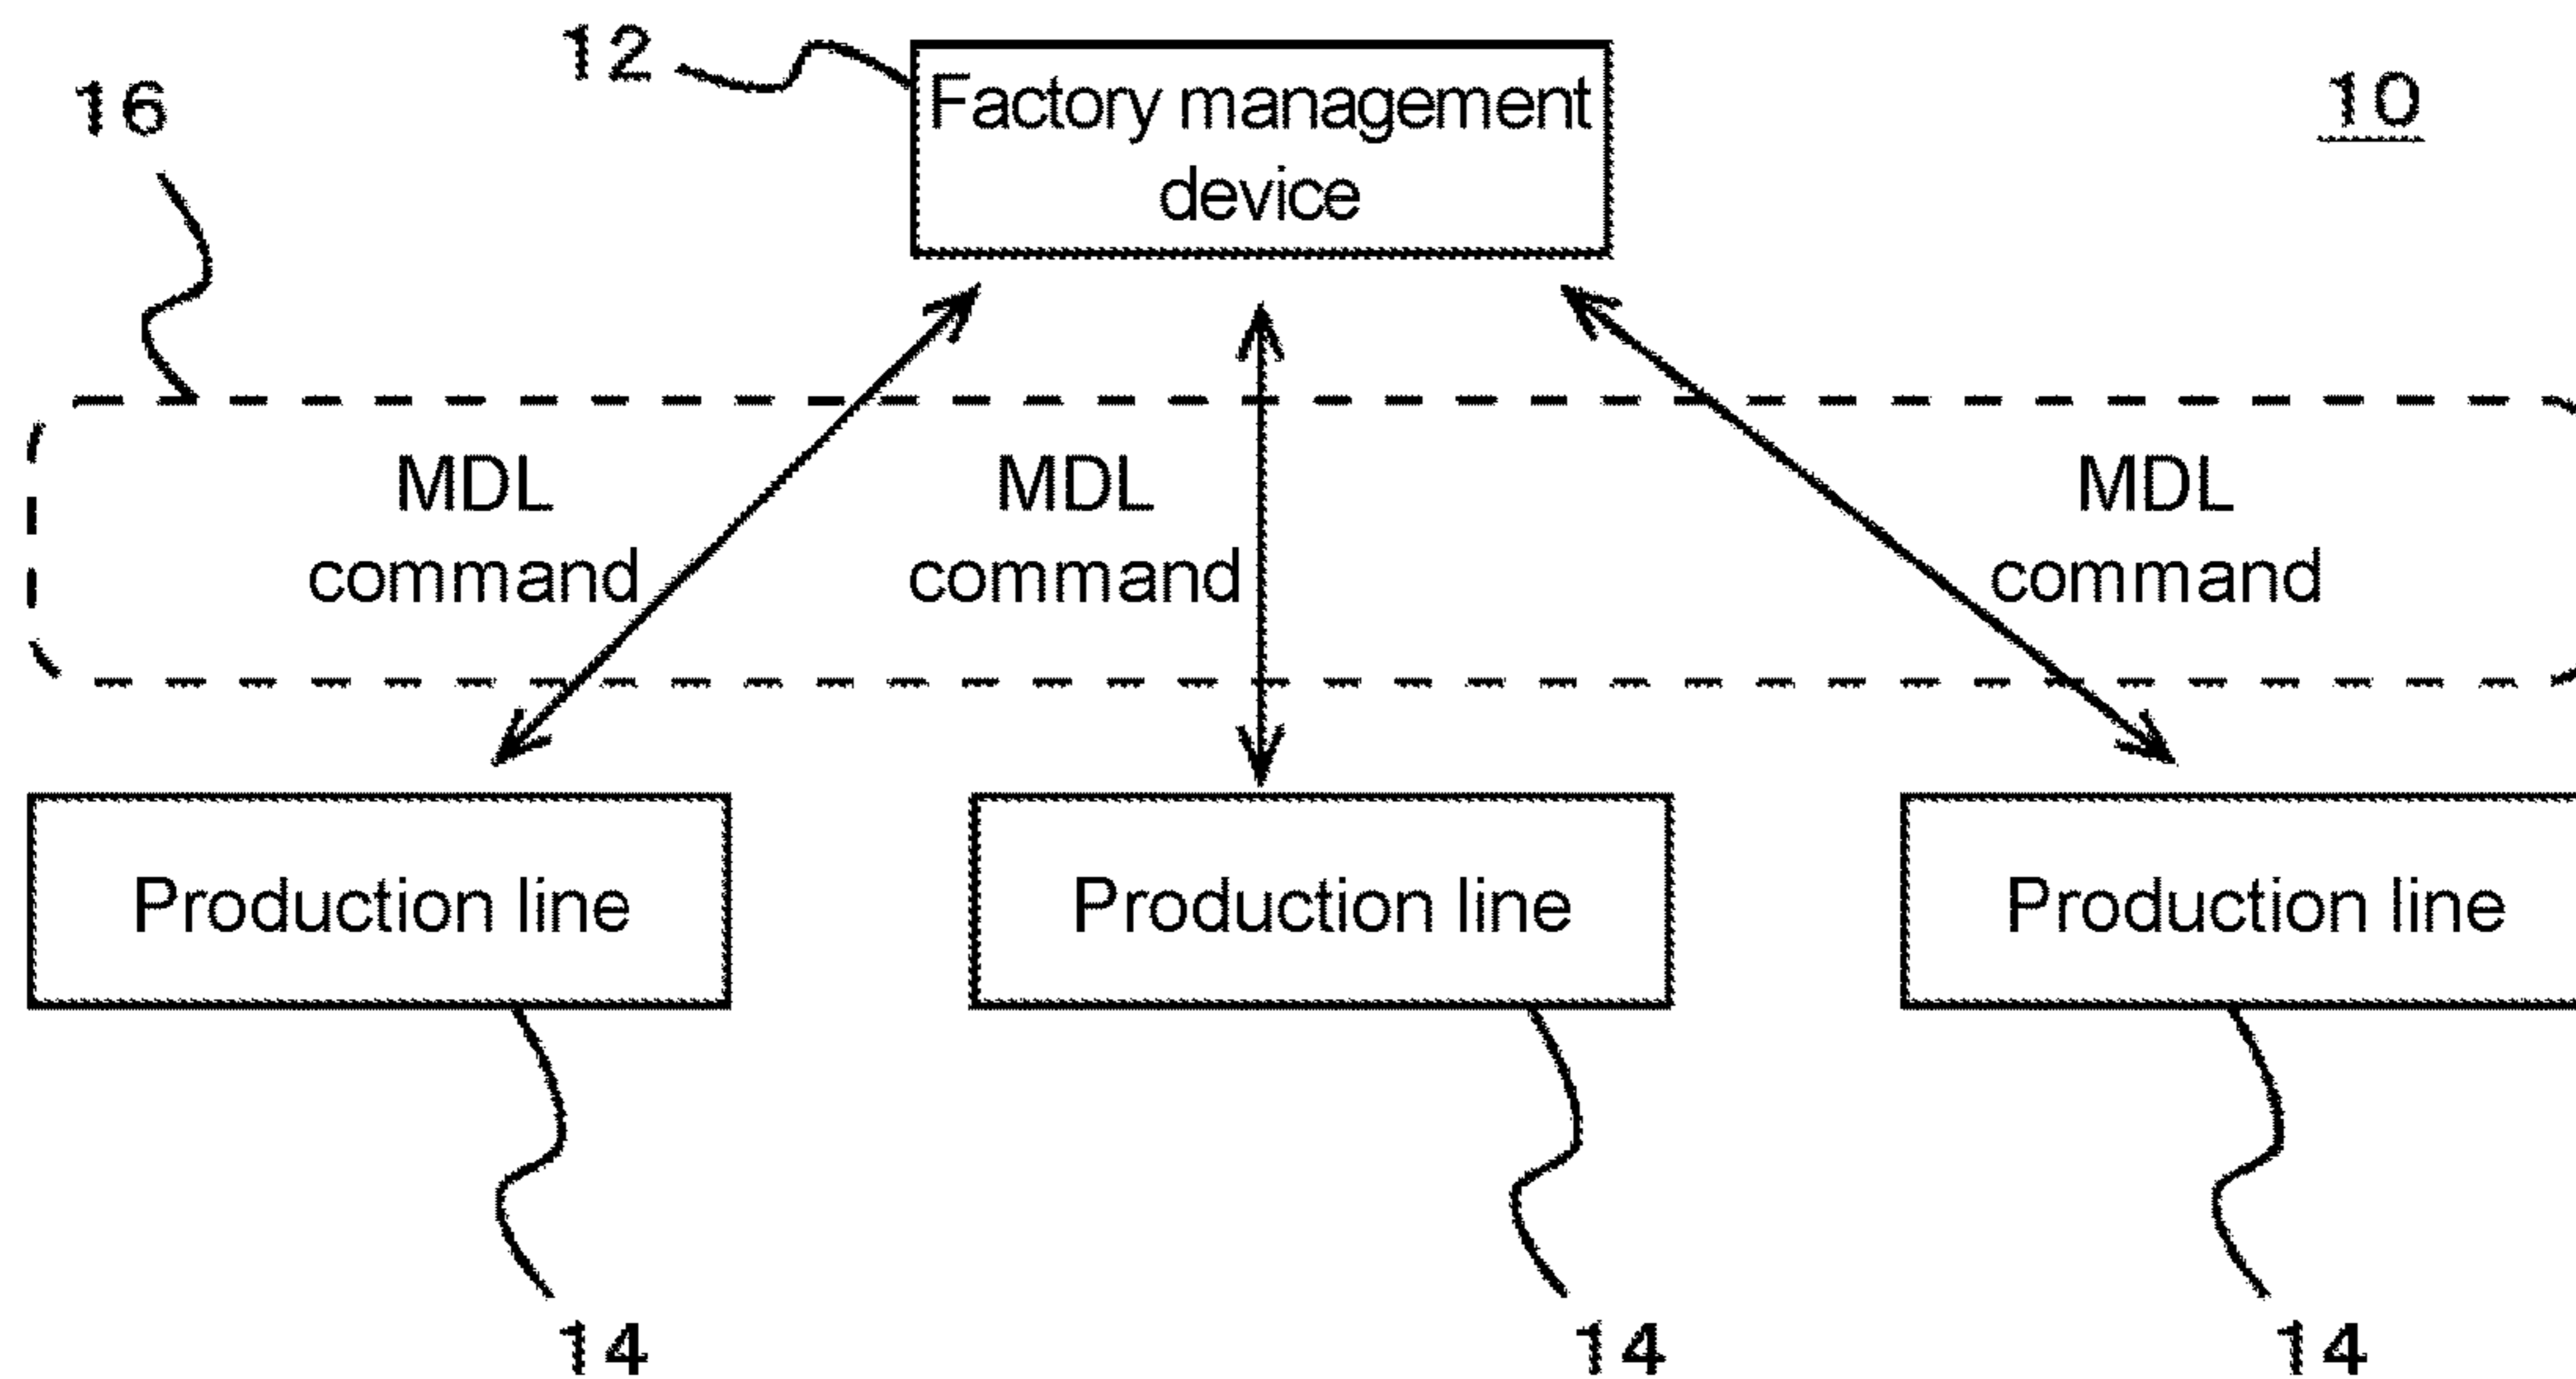 12
10
16
Factory management
device
MDL
command
MDL
command
MDL
command
Production line
Production line
Production line
14
14
14